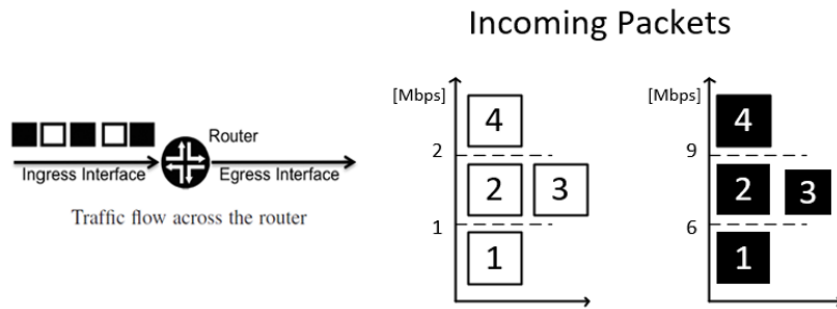 Incoming Packets
Router
Ingress Interface
Egress Interface
Traffic flow across the router
[Mbps]
4
2
2
3
1
1
[Mbps]
4
9
2
3
6
1